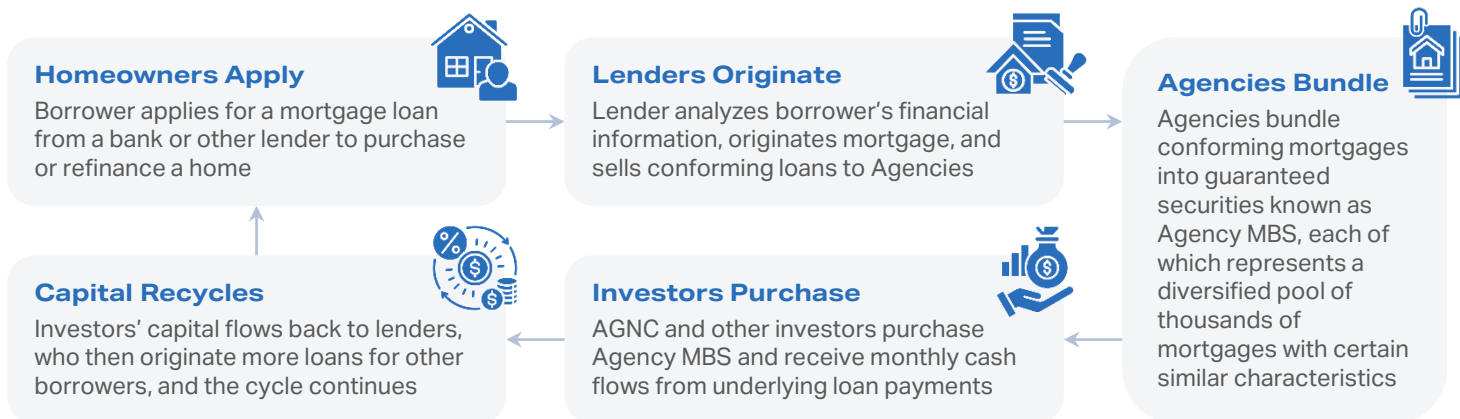 Homeowners Apply
Borrower applies for a mortgage loan
from a bank or other lender to purchase
or refinance a home
Lenders Originate
Lender analyzes borrower's financial
information, originates mortgage, and
sells conforming loans to Agencies
Agencies Bundle
Agencies bundle
conforming mortgages
into guaranteed
securities known as
Agency MBS, each of
which represents a
diversified pool of
thousands of
mortgages with certain
similar characteristics
Investors Purchase
AGNC and other investors purchase
Agency MBS and receive monthly cash
flows from underlying loan payments
Capital Recycles
Investors' capital flows back to lenders,
who then originate more loans for other
borrowers, and the cycle continues